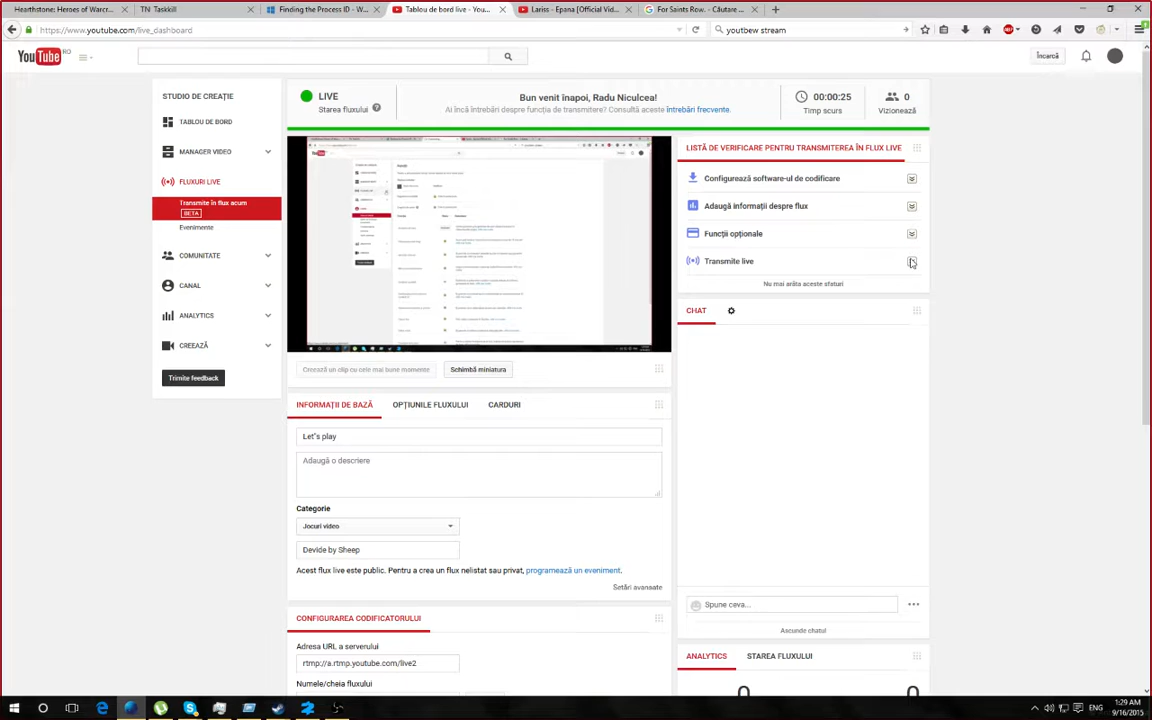 Hearthstone: Heroes of Warcr...
TN Taskkill
Finding the Process ID - W...
Tablou de bord live - You...
Lariss - Epana [Official Vid...
For Saints Row. - Căutare ...
https://www.youtube.com/live_dashboard
youtbew stream
YouTube RO
Încarcă
STUDIO DE CREAȚIE
TABLOU DE BORD
MANAGER VIDEO
FLUXURI LIVE
Transmite în flux acum
BETA
Evenimente
COMUNITATE
CANAL
ANALYTICS
CREEAZĂ
Trimite feedback
LIVE
Starea fluxului
Bun venit înapoi, Radu Niculcea!
Ai încă întrebări despre funcția de transmitere? Consultă aceste întrebări frecvente.
00:00:25
Timp scurs
0
Vizionează
Creează un clip cu cele mai bune momente
Schimbă miniatura
INFORMAȚII DE BAZĂ
OPȚIUNILE FLUXULUI
CARDURI
Let's play
Adaugă o descriere
Categorie
Jocuri video
Devide by Sheep
Acest flux live este public. Pentru a crea un flux nelistat sau privat, programează un eveniment.
Setări avansate
CONFIGURAREA CODIFICATORULUI
Adresa URL a serverului
rtmp://a.rtmp.youtube.com/live2
Numele/cheia fluxului
LISTĂ DE VERIFICARE PENTRU TRANSMITEREA ÎN FLUX LIVE
Configurează software-ul de codificare
Adaugă informații despre flux
Funcții opționale
Transmite live
Nu mai arăta aceste sfaturi
CHAT
Spune ceva...
Ascunde chatul
ANALYTICS
STAREA FLUXULUI
0
0
ENG
1:29 AM
9/16/2015